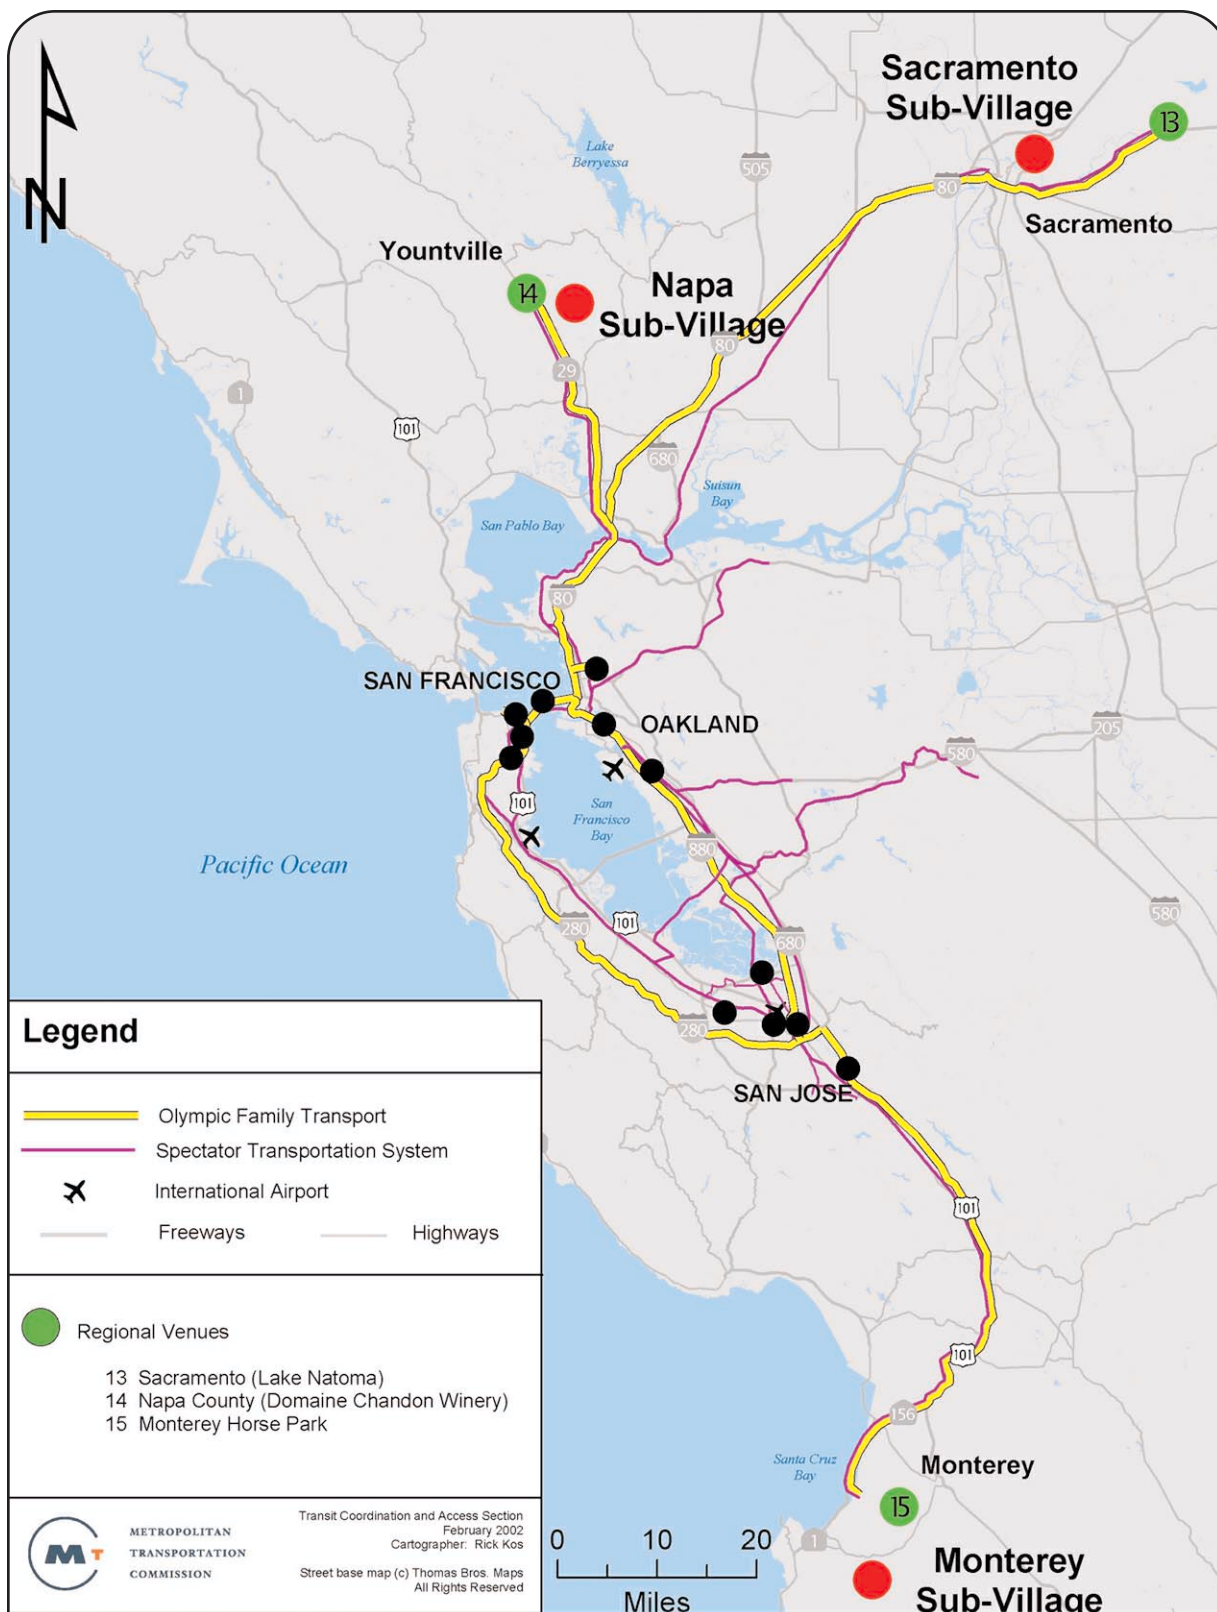 Sacramento
Sub-Village
13
Lake
Berryessa
505
80
N
Sacramento
Yountville
14
Napa
Sub-Village
80
29
1
101
680
Suisun
Bay
San Pablo Bay
80
SAN FRANCISCO
OAKLAND
205
580
101
San
Francisco
Bay
880
Pacific Ocean
101
580
280
680
280
SAN JOSE
101
101
156
Santa Cruz
Bay
Monterey
15
1
Monterey
Sub-Village
Legend
Olympic Family Transport
Spectator Transportation System
International Airport
Freeways
Highways
Regional Venues
13 Sacramento (Lake Natoma)
14 Napa County (Domaine Chandon Winery)
15 Monterey Horse Park
MT
METROPOLITAN
TRANSPORTATION
COMMISSION
Transit Coordination and Access Section
February 2002
Cartographer: Rick Kos
Street base map (c) Thomas Bros. Maps
All Rights Reserved
0 10 20
Miles